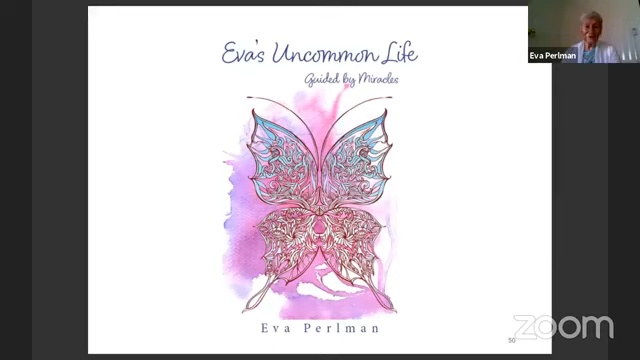 Eva's Uncommon Life
Guided by Miracles
Eva Perlman
Eva Perlman
zoom
50